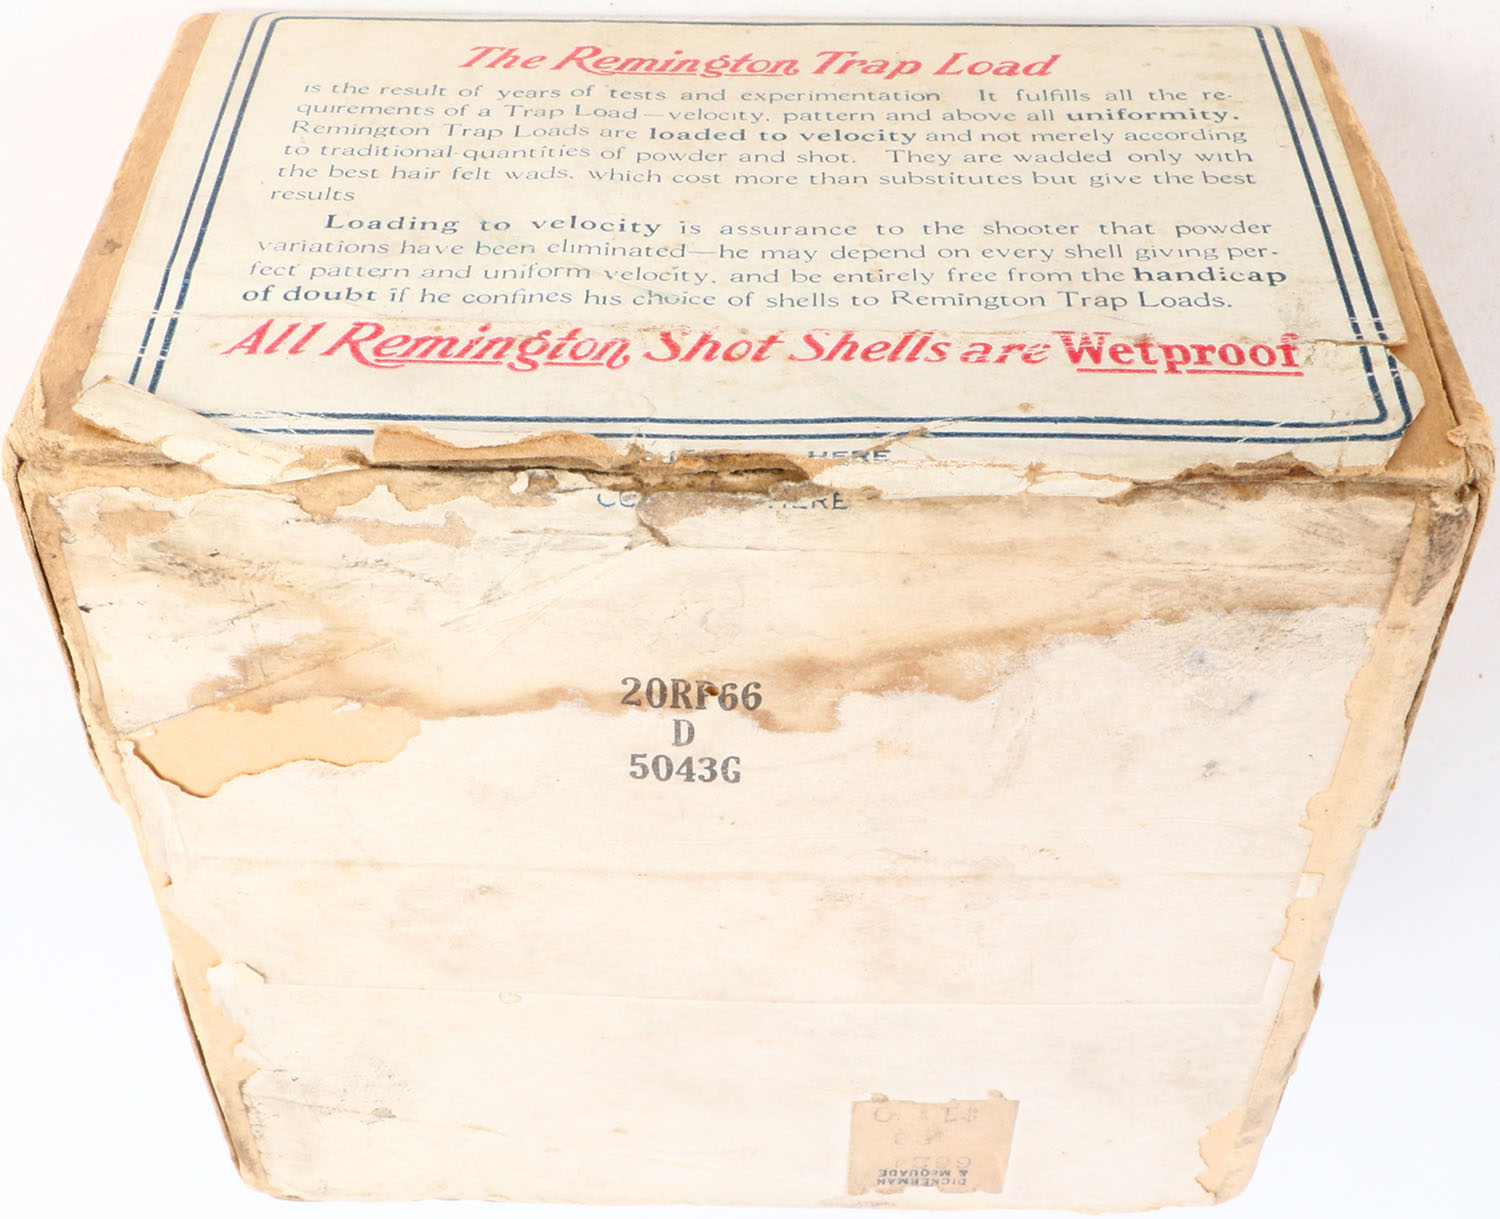 The Remington Trap Load
is the result of years of tests and experimentation It fulfills all the re-
quirements of a Trap Load—velocity, pattern and above all uniformity.
Remington Trap Loads are loaded to velocity and not merely according
to traditional quantities of powder and shot. They are wadded only with
the best hair felt wads, which cost more than substitutes but give the best
results
Loading to velocity is assurance to the shooter that powder
variations have been eliminated—he may depend on every shell giving per-
fect pattern and uniform velocity, and be entirely free from the handicap
of doubt if he confines his choice of shells to Remington Trap Loads.
All Remington Shot Shells are Wetproof
HERE
HERE
20RP66
D
5043G
DICKERMAN
& McQUADE